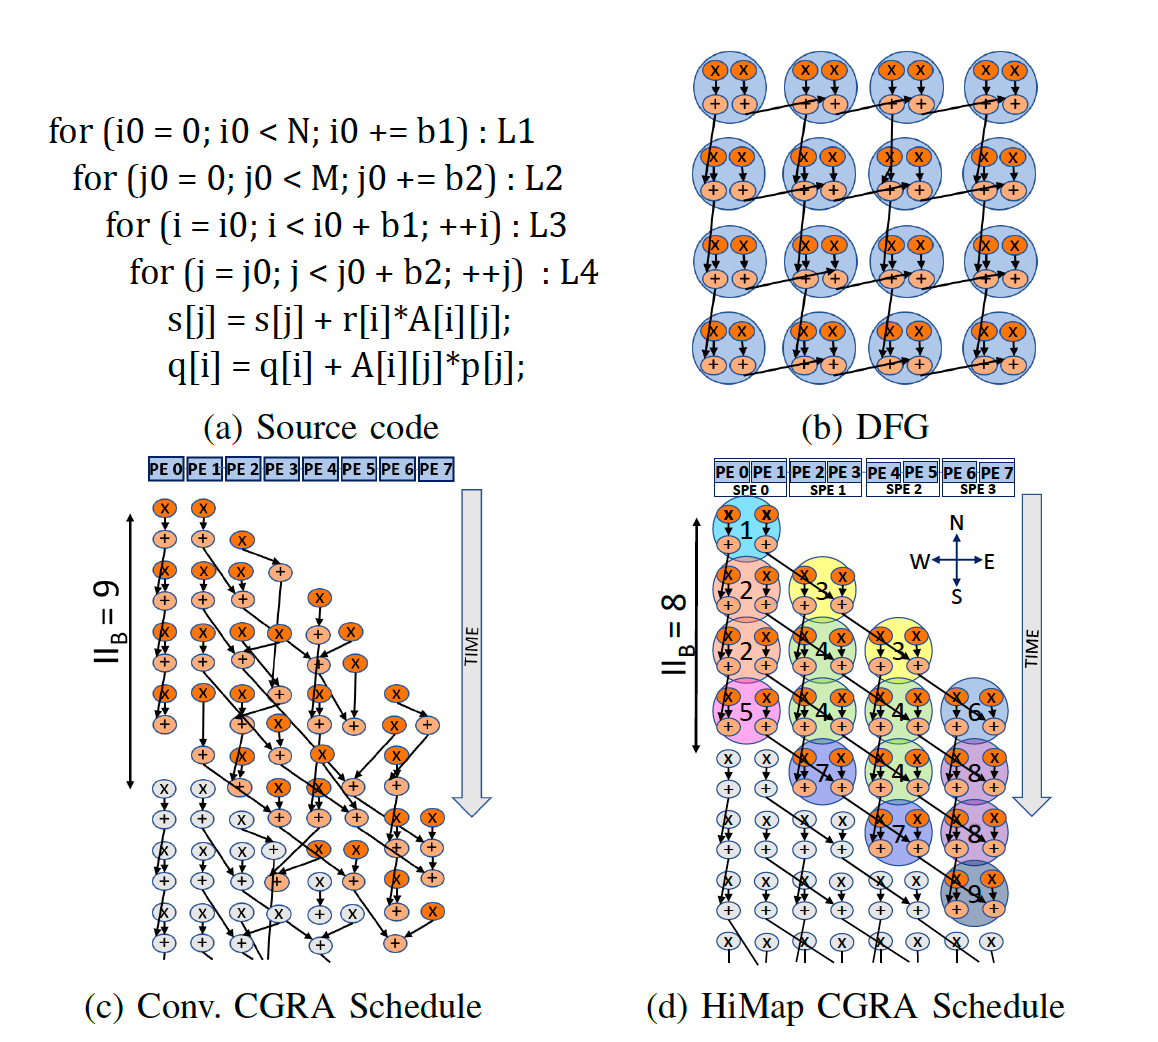 for (i0 = 0; i0 < N; i0 += b1) : L1
for (j0 = 0; j0 < M; j0 += b2) : L2
for (i = i0; i < i0 + b1; ++i) : L3
for (j = j0; j < j0 + b2; ++j) : L4
s[j] = s[j] + r[i]*A[i][j];
q[i] = q[i] + A[i][j]*p[j];
(a) Source code
(b) DFG
PE 0 PE 1 PE 2 PE 3 PE 4 PE 5 PE 6 PE 7
II_B = 9
TIME
(c) Conv. CGRA Schedule
PE 0 PE 1 PE 2 PE 3 PE 4 PE 5 PE 6 PE 7
SPE 0 SPE 1 SPE 2 SPE 3
N
W E
S
1
2 3
2 4 3
5 4 4 6
7 4 8
7 8
9
II_B = 8
TIME
(d) HiMap CGRA Schedule